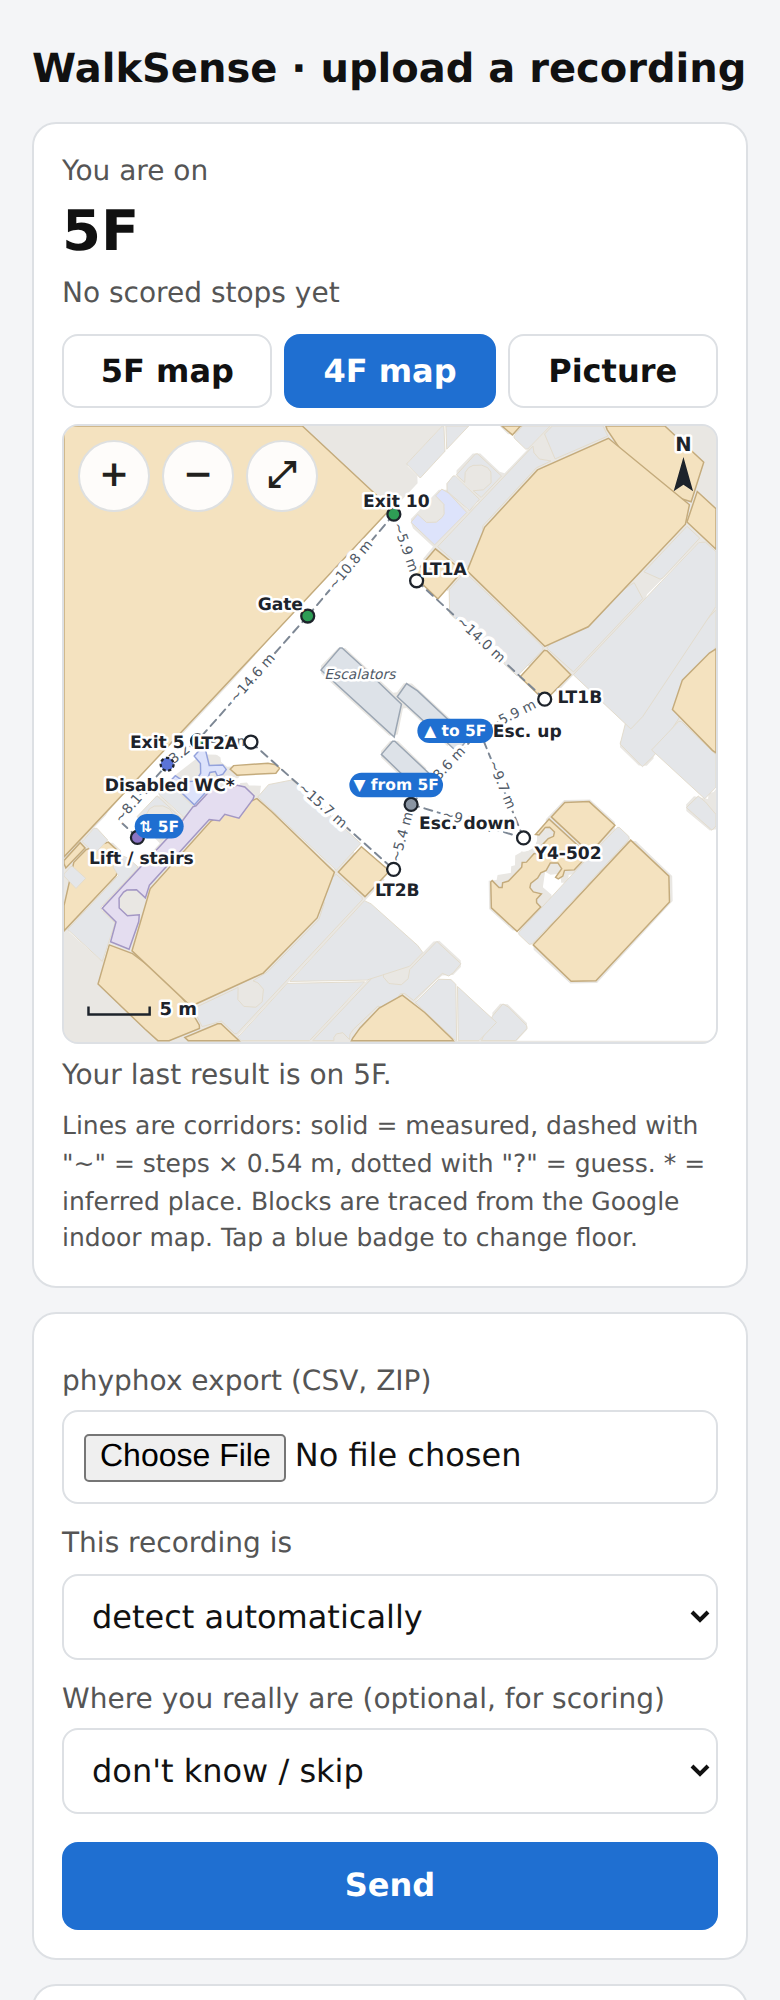 WalkSense · upload a recording
You are on
5F
No scored stops yet
5F map
4F map
Picture
+
−
N
Exit 10
~5.9 m
~10.8 m
LT1A
Gate
~14.0 m
~14.6 m
Escalators
LT1B
5.9 m
▲ to 5F
Esc. up
Exit 5
LT2A
Disabled WC*
8.6 m
~9.7 m
▼ from 5F
~8.1
~15.7 m
⇅ 5F
~9
Esc. down
~5.4 m
Lift / stairs
Y4-502
LT2B
5 m
Your last result is on 5F.
Lines are corridors: solid = measured, dashed with
"~" = steps × 0.54 m, dotted with "?" = guess. * =
inferred place. Blocks are traced from the Google
indoor map. Tap a blue badge to change floor.
phyphox export (CSV, ZIP)
Choose File No file chosen
This recording is
detect automatically
Where you really are (optional, for scoring)
don't know / skip
Send